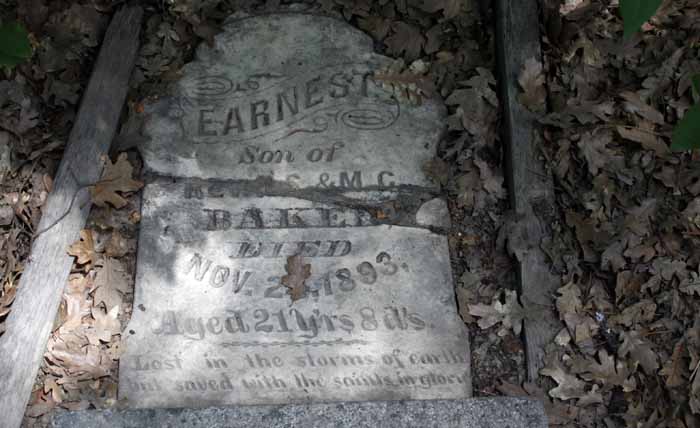 EARNEST
Son of
& M. C.
BAKER
DIED
NOV. 2 , 1893.
Aged 21 Yrs 8 ds.
Lost in the storms of earth
but saved with the saints in glory